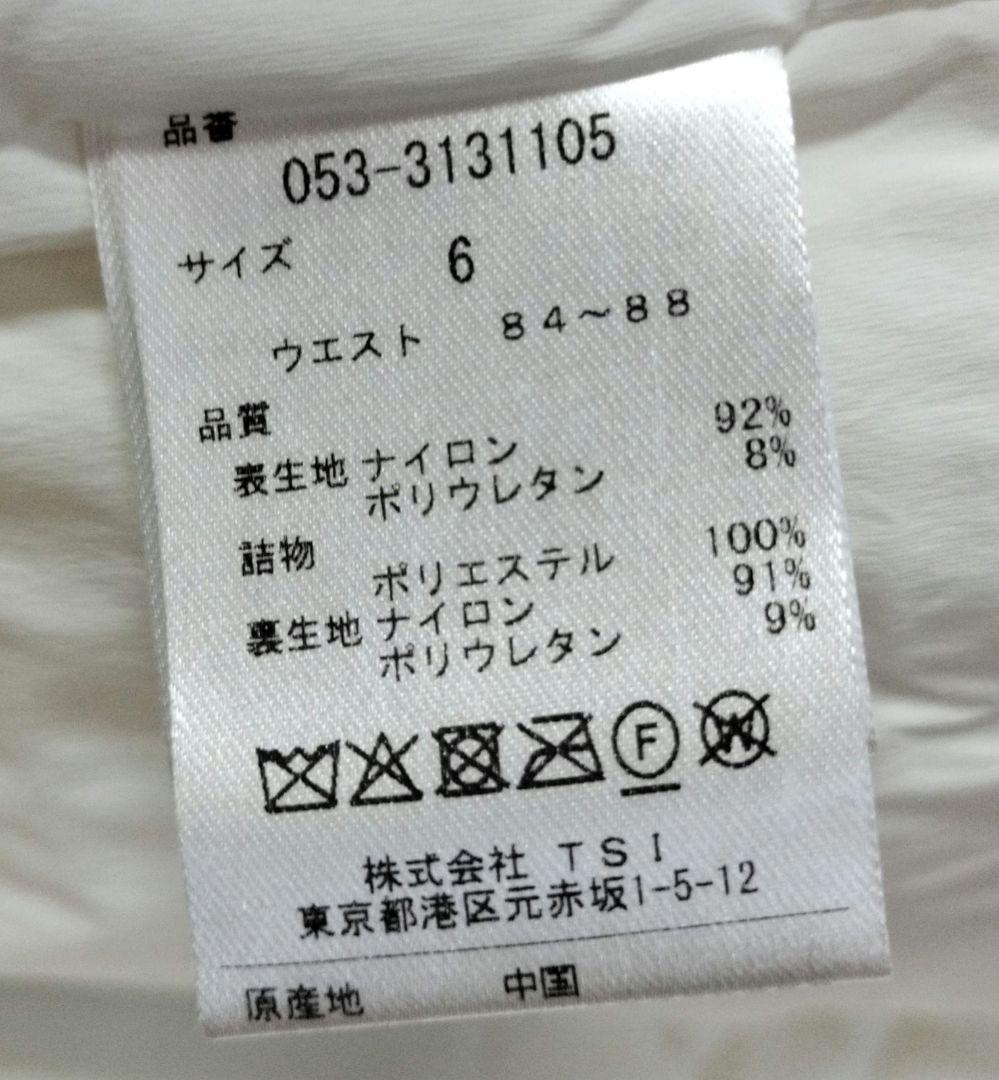 品番
053-3131105
サイズ 6
ウエスト 84~88
品質
表生地 ナイロン 92%
ポリウレタン 8%
詰物
ポリエステル 100%
裏生地 ナイロン 91%
ポリウレタン 9%
F W
株式会社 TSI
東京都港区元赤坂1-5-12
原産地 中国